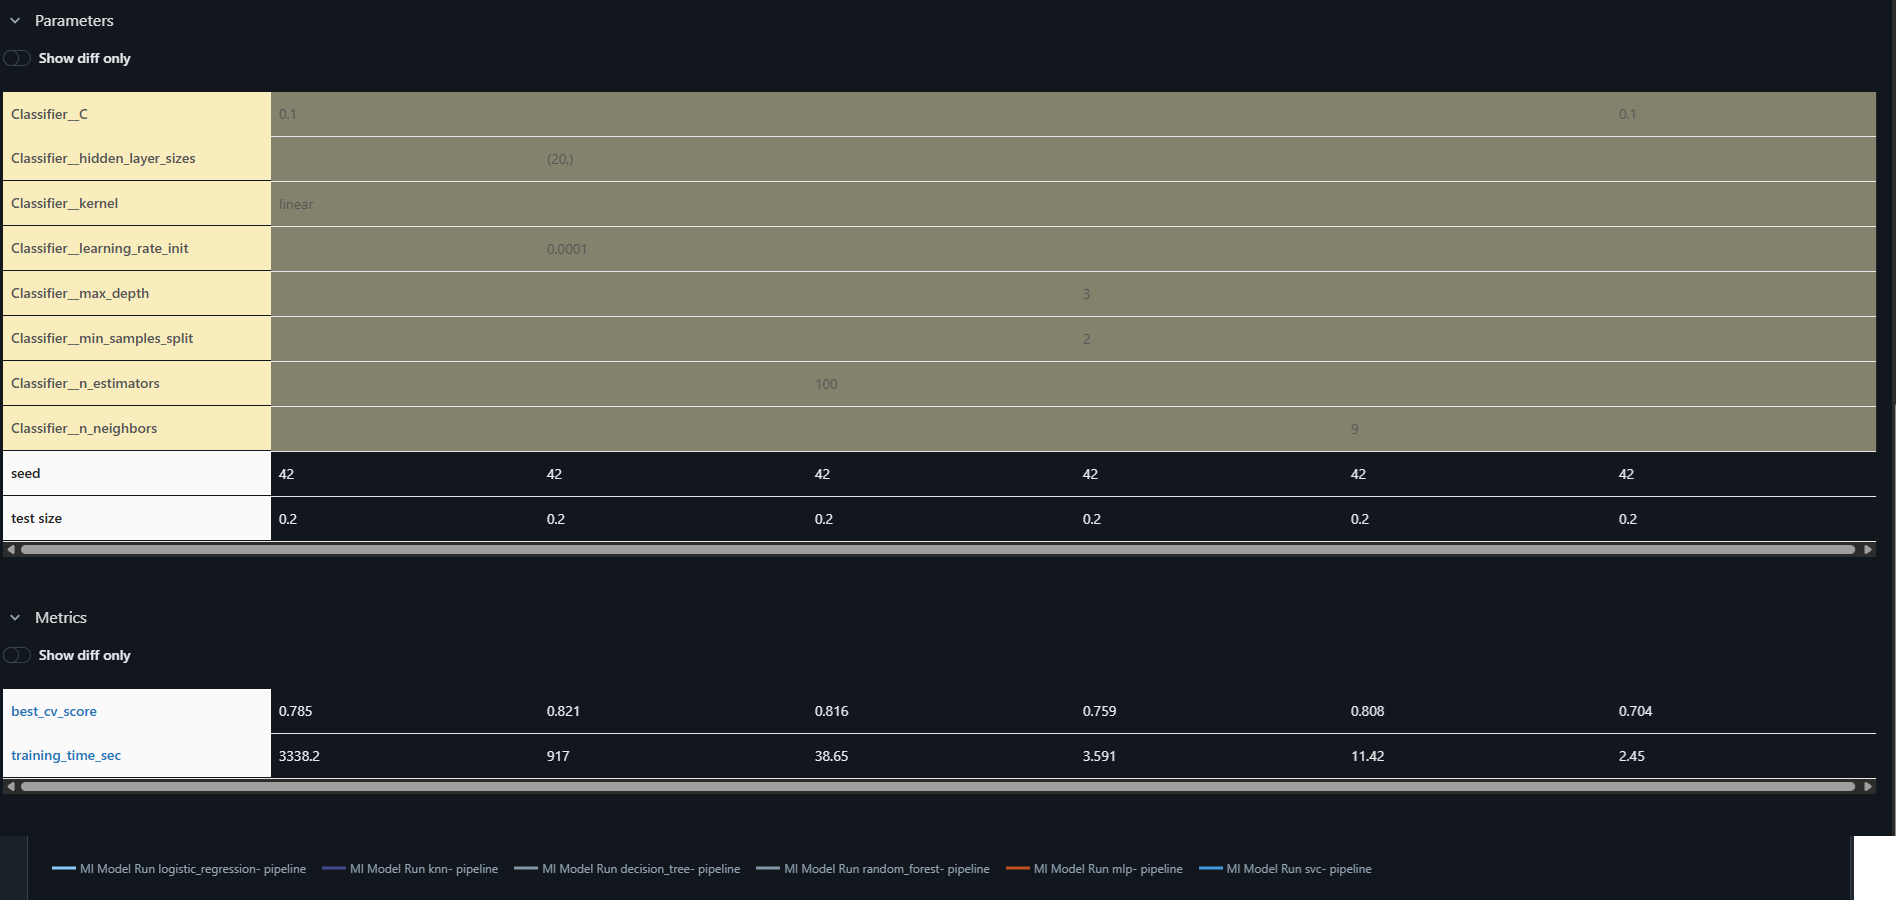 Parameters
Show diff only
Classifier__C 0.1 0.1
Classifier__hidden_layer_sizes (20,)
Classifier__kernel linear
Classifier__learning_rate_init 0.0001
Classifier__max_depth 3
Classifier__min_samples_split 2
Classifier__n_estimators 100
Classifier__n_neighbors 9
seed 42 42 42 42 42 42
test size 0.2 0.2 0.2 0.2 0.2 0.2
Metrics
Show diff only
best_cv_score 0.785 0.821 0.816 0.759 0.808 0.704
training_time_sec 3338.2 917 38.65 3.591 11.42 2.45
Ml Model Run logistic_regression- pipeline Ml Model Run knn- pipeline Ml Model Run decision_tree- pipeline Ml Model Run random_forest- pipeline Ml Model Run mlp- pipeline Ml Model Run svc- pipeline